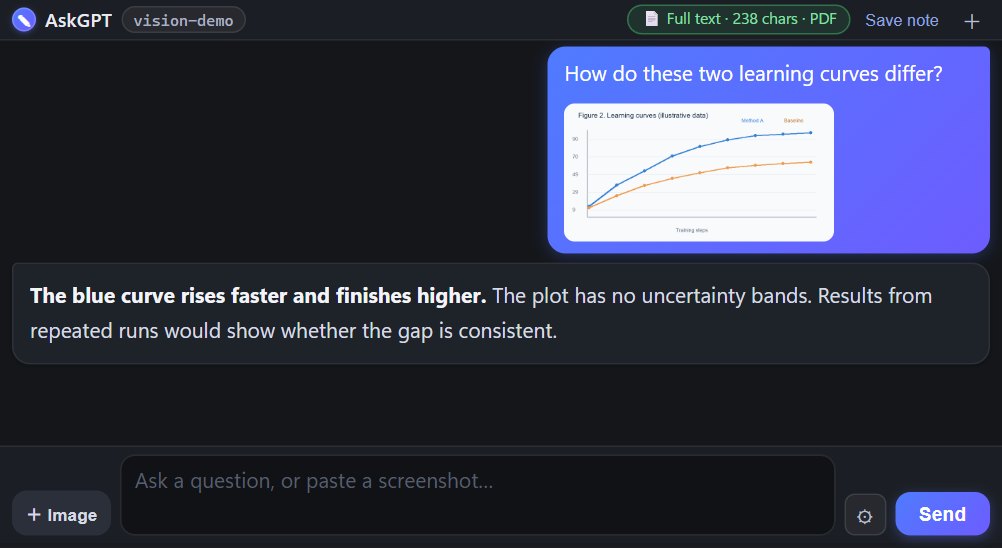 AskGPT vision-demo
Full text · 238 chars · PDF
Save note
How do these two learning curves differ?
Figure 2. Learning curves (illustrative data)
Method A
Baseline
90
70
49
29
9
Training steps
The blue curve rises faster and finishes higher. The plot has no uncertainty bands. Results from
repeated runs would show whether the gap is consistent.
Ask a question, or paste a screenshot...
+ Image
Send